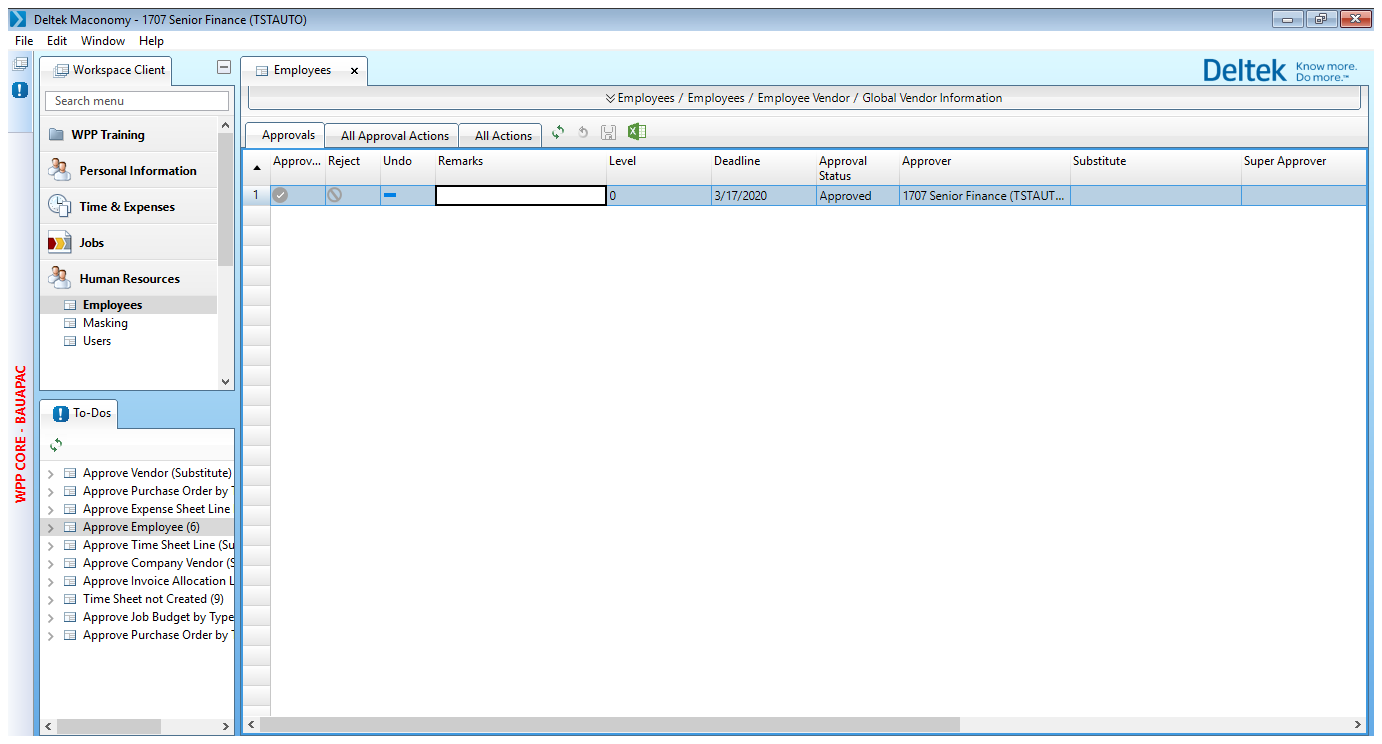 Deltek Maconomy - 1707 Senior Finance (TSTAUTO)
File Edit Window Help
Workspace Client
Search menu
WPP Training
Personal Information
Time & Expenses
Jobs
Human Resources
Employees
Masking
Users
WPP CORE - BAUAPAC
To-Dos
Approve Vendor (Substitute)
Approve Purchase Order by T
Approve Expense Sheet Line
Approve Employee (6)
Approve Time Sheet Line (Su
Approve Company Vendor (S
Approve Invoice Allocation L
Time Sheet not Created (9)
Approve Job Budget by Type
Approve Purchase Order by T
Employees
Deltek Know more.
Do more.™
Employees / Employees / Employee Vendor / Global Vendor Information
Approvals All Approval Actions All Actions
Approv... Reject Undo Remarks Level Deadline Approval Approver Substitute Super Approver
Status
1 0 3/17/2020 Approved 1707 Senior Finance (TSTAUT...